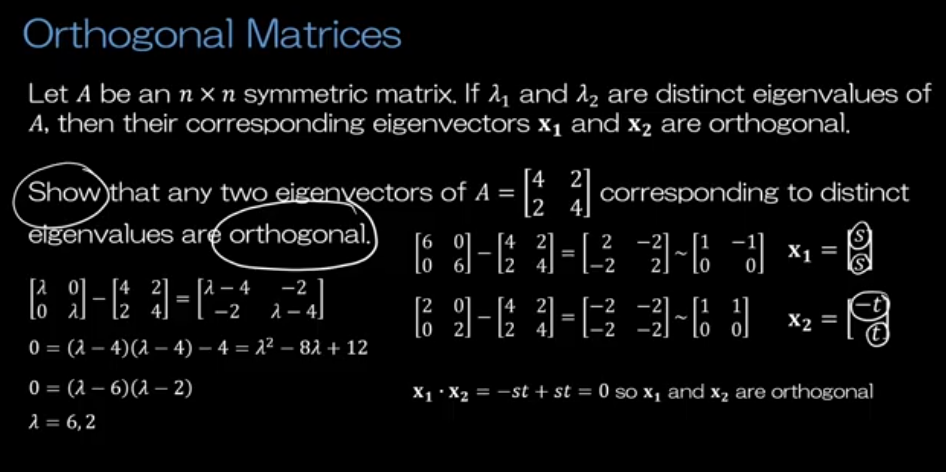 Orthogonal Matrices
Let A be an n × n symmetric matrix. If λ₁ and λ₂ are distinct eigenvalues of
A, then their corresponding eigenvectors x₁ and x₂ are orthogonal.
Show that any two eigenvectors of A = [4 2; 2 4] corresponding to distinct
eigenvalues are orthogonal.
[λ 0; 0 λ] − [4 2; 2 4] = [λ − 4 −2; −2 λ − 4]
0 = (λ − 4)(λ − 4) − 4 = λ² − 8λ + 12
0 = (λ − 6)(λ − 2)
λ = 6, 2
[6 0; 0 6] − [4 2; 2 4] = [2 −2; −2 2] ~ [1 −1; 0 0] x₁ = [s; s]
[2 0; 0 2] − [4 2; 2 4] = [−2 −2; −2 −2] ~ [1 1; 0 0] x₂ = [−t; t]
x₁ · x₂ = −st + st = 0 so x₁ and x₂ are orthogonal